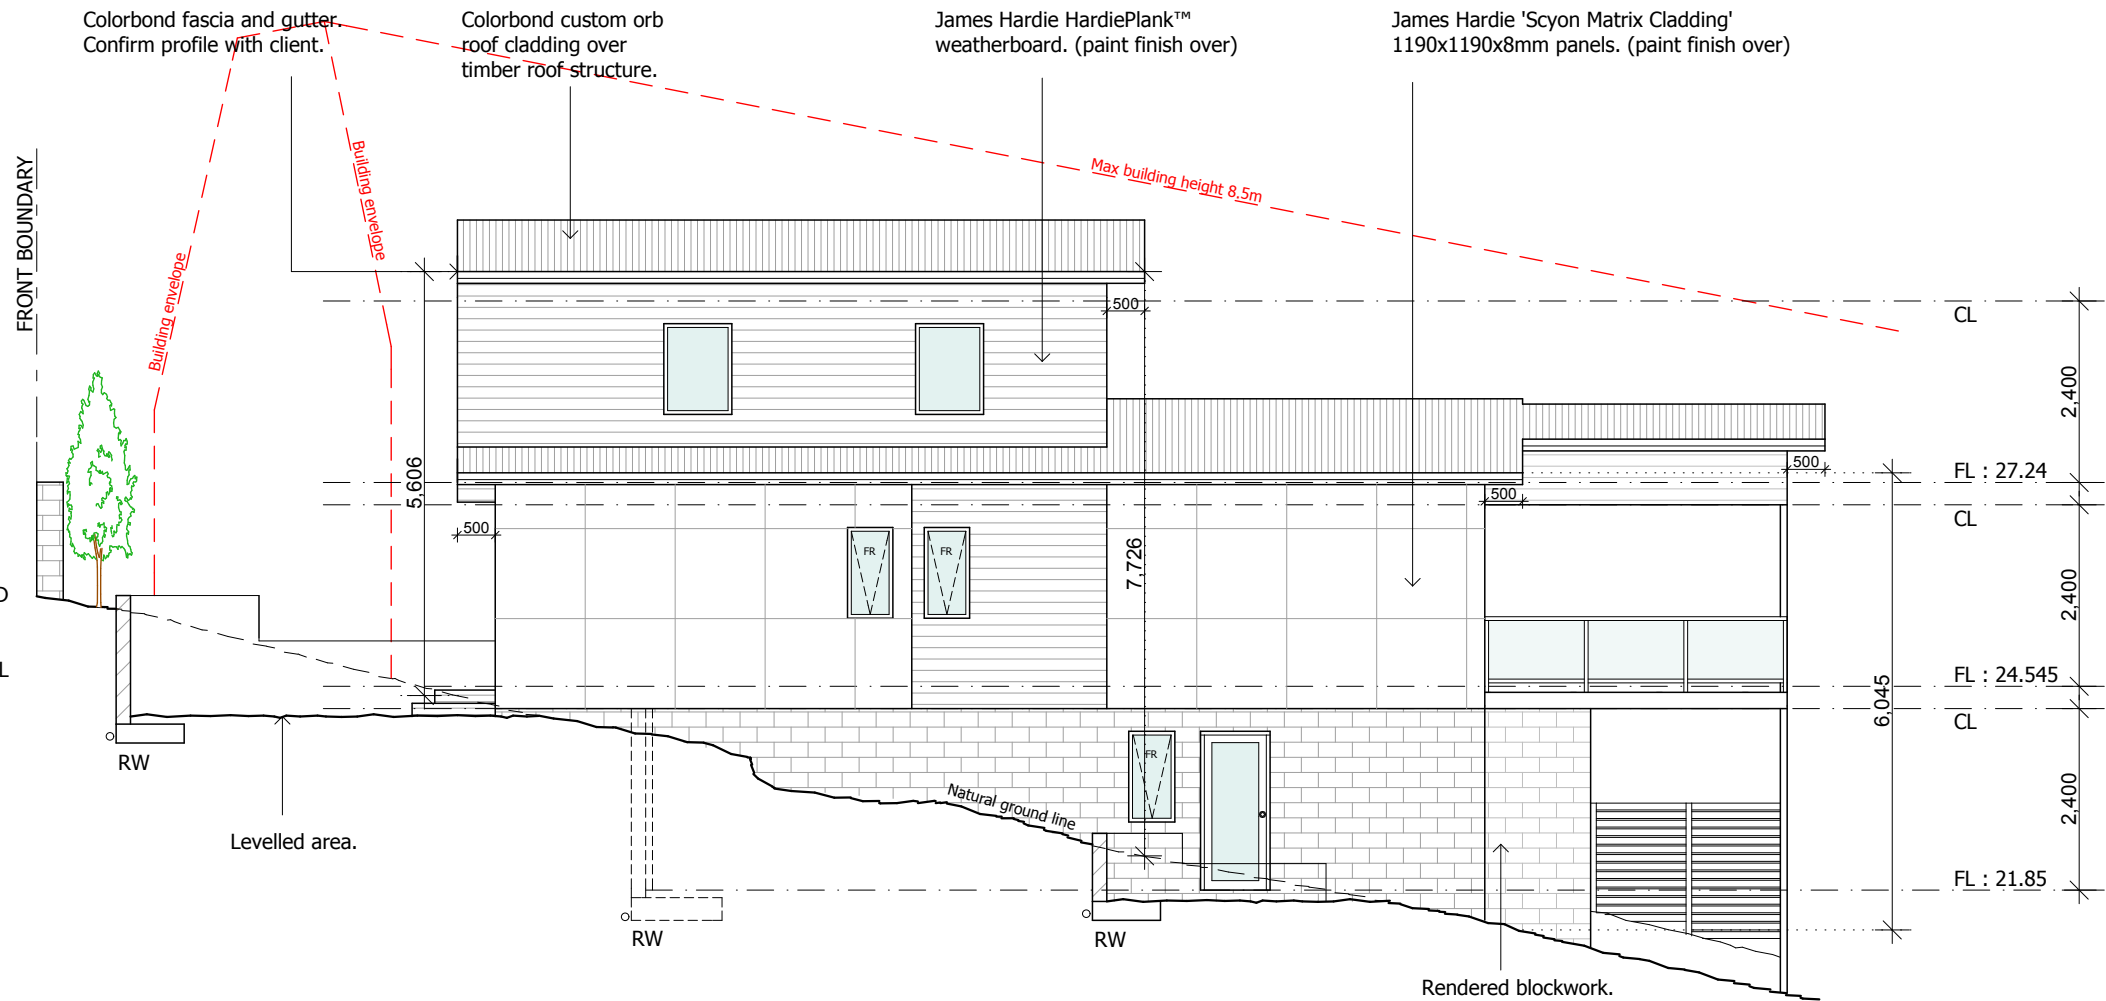 Colorbond fascia and gutter.
Confirm profile with client.
Colorbond custom orb
roof cladding over
timber roof structure.
James Hardie HardiePlank™
weatherboard. (paint finish over)
James Hardie 'Scyon Matrix Cladding'
1190x1190x8mm panels. (paint finish over)
FRONT BOUNDARY
Building envelope
Building envelope
Max building height 8.5m
500
CL
2,400
5,606
500
FL : 27.24
500
CL
500
FR
FR
7,726
2,400
L
FL : 24.545
6,045
CL
RW
FR
2,400
Natural ground line
Levelled area.
FL : 21.85
RW
RW
Rendered blockwork.